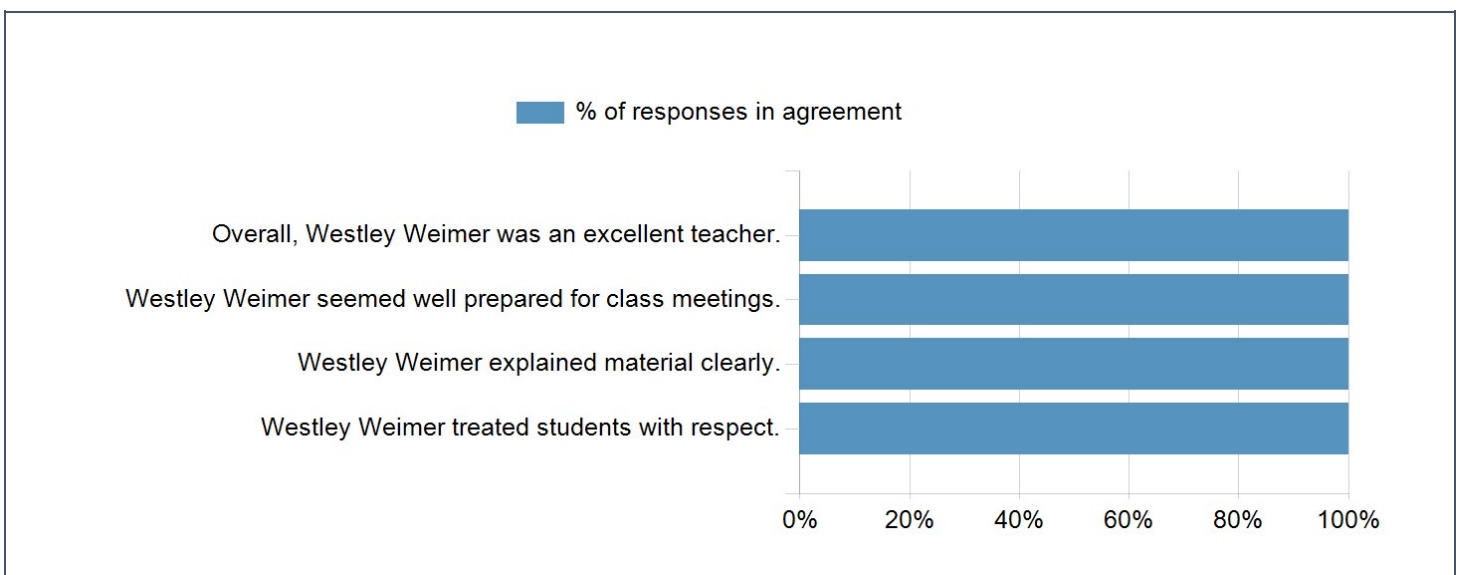 % of responses in agreement
Overall, Westley Weimer was an excellent teacher.
Westley Weimer seemed well prepared for class meetings.
Westley Weimer explained material clearly.
Westley Weimer treated students with respect.
0% 20% 40% 60% 80% 100%